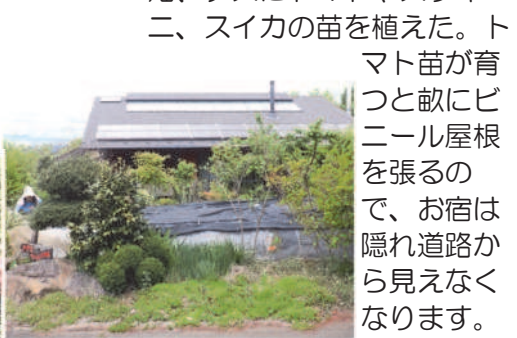 ニ、スイカの苗を植えた。ト
マト苗が育
つと畝にビ
ニール屋根
を張るの
で、お宿は
隠れ道路か
ら見えなく
なります。